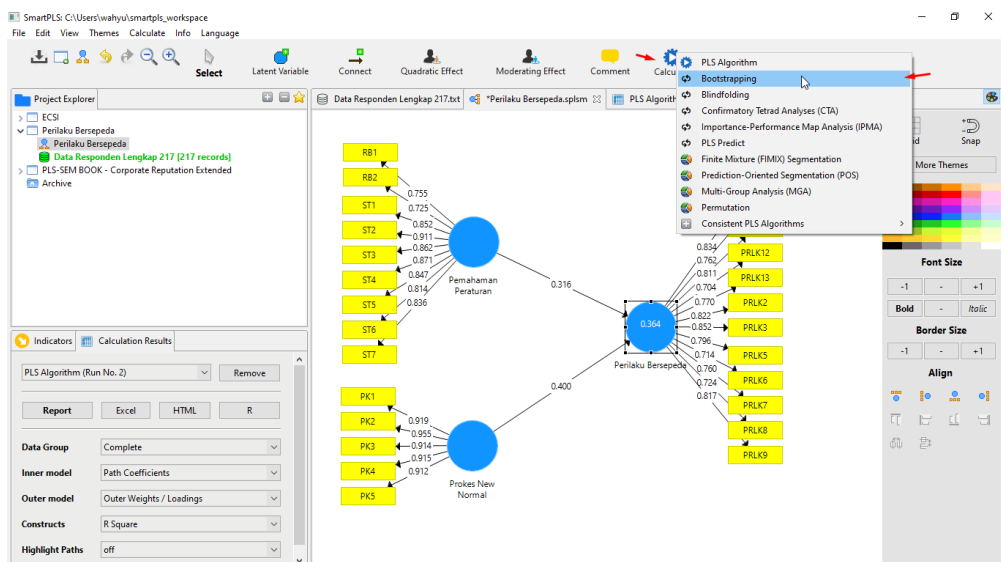 SmartPLS: C:\Users\wahyu\smartpls_workspace
File Edit View Themes Calculate Info Language
Select
Latent Variable
Connect
Quadratic Effect
Moderating Effect
Comment
Calcu
PLS Algorithm
Bootstrapping
Blindfolding
Confirmatory Tetrad Analyses (CTA)
Importance-Performance Map Analysis (IPMA)
PLS Predict
Finite Mixture (FIMIX) Segmentation
Prediction-Oriented Segmentation (POS)
Multi-Group Analysis (MGA)
Permutation
Consistent PLS Algorithms
Project Explorer
ECSI
Perilaku Bersepeda
Perilaku Bersepeda
Data Responden Lengkap 217 [217 records]
PLS-SEM BOOK - Corporate Reputation Extended
Archive
Data Responden Lengkap 217.txt
*Perilaku Bersepeda.splsm
PLS Algorith
RB1
RB2
ST1
ST2
ST3
ST4
ST5
ST6
ST7
0.755
0.725
0.852
0.911
0.862
0.871
0.847
0.814
0.836
Pemahaman
Peraturan
0.316
PK1
PK2
PK3
PK4
PK5
0.919
0.955
0.914
0.915
0.912
Prokes New
Normal
0.400
0.364
Perilaku Bersepeda
0.834
0.762
0.811
0.704
0.770
0.822
0.852
0.796
0.714
0.760
0.724
0.817
PRLK12
PRLK13
PRLK2
PRLK3
PRLK5
PRLK6
PRLK7
PRLK8
PRLK9
Indicators
Calculation Results
PLS Algorithm (Run No. 2)
Remove
Report
Excel
HTML
R
Data Group
Complete
Inner model
Path Coefficients
Outer model
Outer Weights / Loadings
Constructs
R Square
Highlight Paths
off
id
Snap
More Themes
Font Size
-1 - +1
Bold - Italic
Border Size
-1 - +1
Align